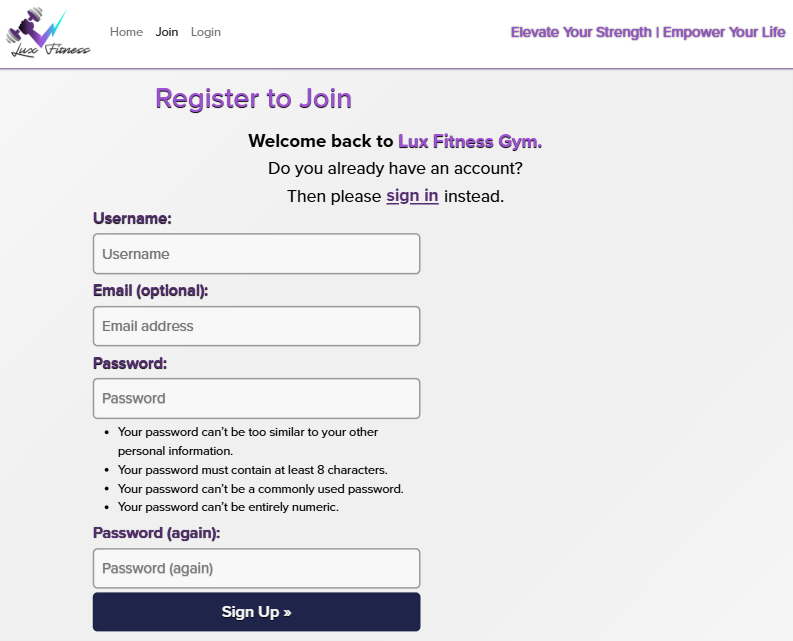 Lux Fitness
Home Join Login
Elevate Your Strength | Empower Your Life
Register to Join
Welcome back to Lux Fitness Gym.
Do you already have an account?
Then please sign in instead.
Username:
Username
Email (optional):
Email address
Password:
Password
• Your password can't be too similar to your other
personal information.
• Your password must contain at least 8 characters.
• Your password can't be a commonly used password.
• Your password can't be entirely numeric.
Password (again):
Password (again)
Sign Up »